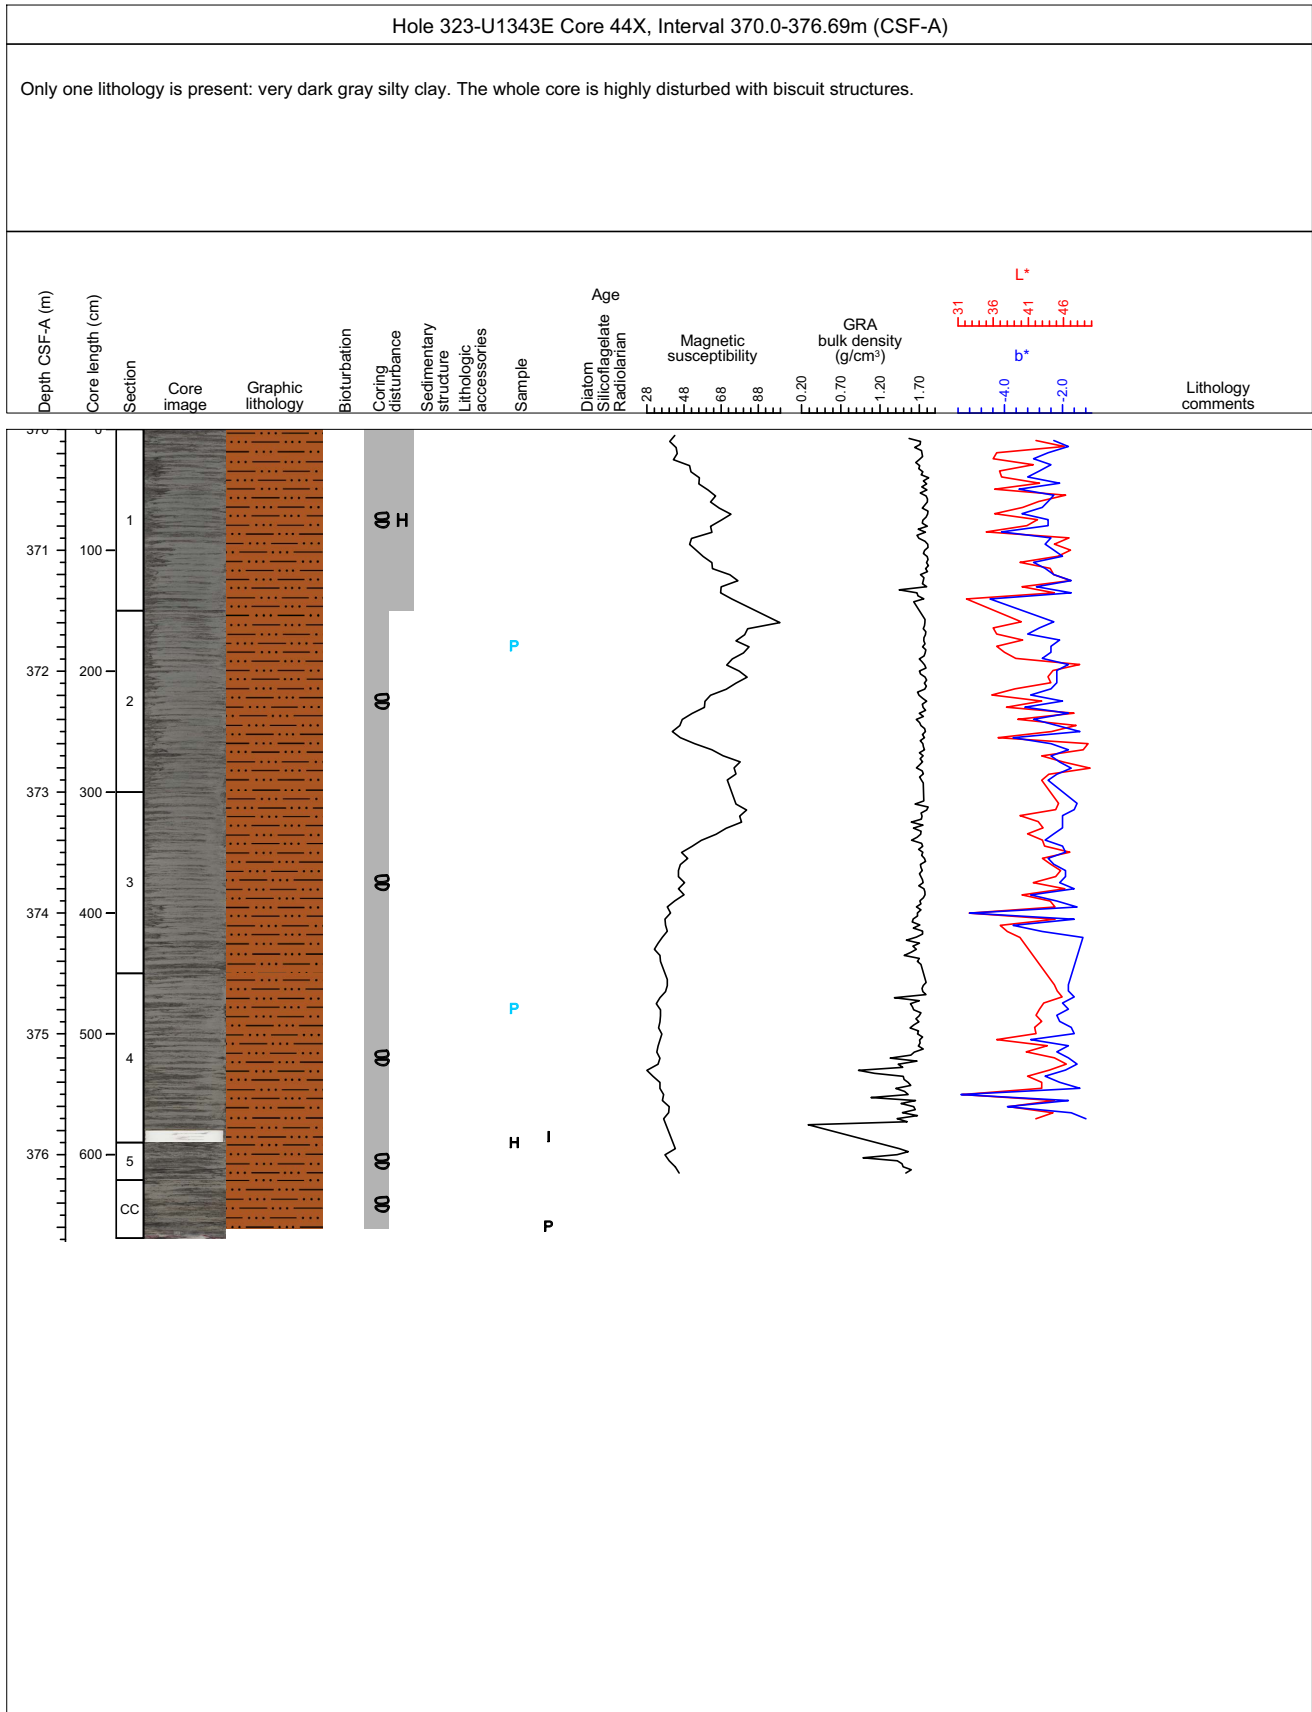 Hole 323-U1343E Core 44X, Interval 370.0-376.69m (CSF-A)
Only one lithology is present: very dark gray silty clay. The whole core is highly disturbed with biscuit structures.
Depth CSF-A (m)
Core length (cm)
Section
Core
image
Graphic
lithology
Bioturbation
Coring
disturbance
Sedimentary
structure
Lithologic
accessories
Sample
Age
Diatom
Silicoflagelate
Radiolarian
Magnetic
susceptibility
28 48 68 88
GRA
bulk density
(g/cm³)
0.20 0.70 1.20 1.70
L*
31 36 41 46
b*
-4.0 -2.0
Lithology
comments
370 0
1 H
371 100
P
372 200
2
373 300
3
374 400
P
375 500
4
H I
376 600
5
CC
P